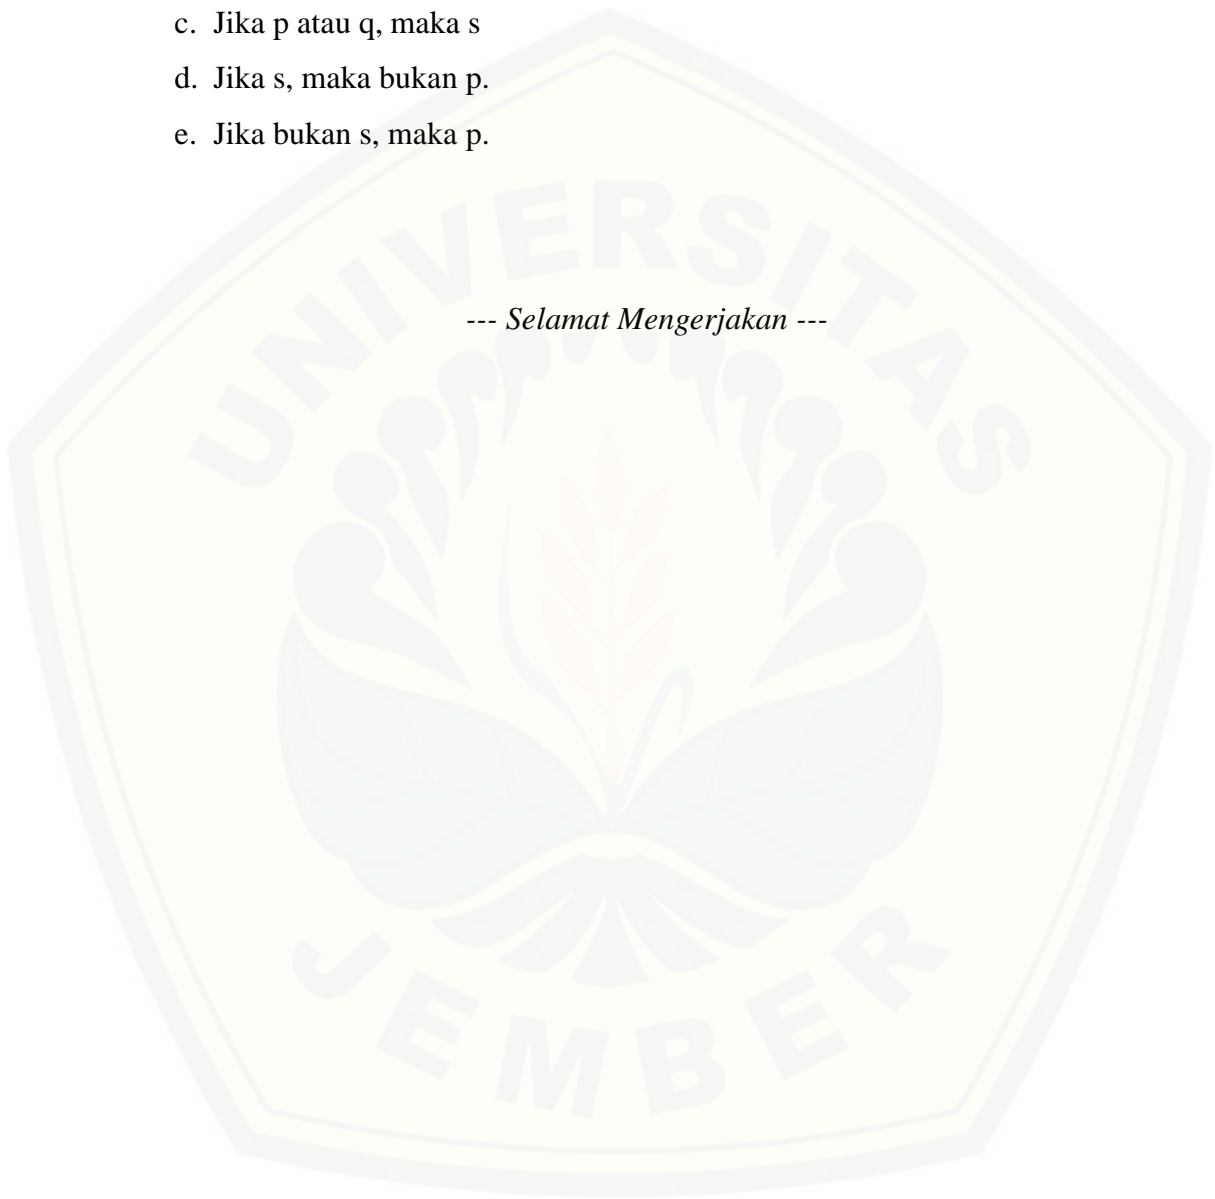 c. Jika p atau q, maka s
d. Jika s, maka bukan p.
e. Jika bukan s, maka p.
--- Selamat Mengerjakan ---
UNIVERSITAS
JEMBER